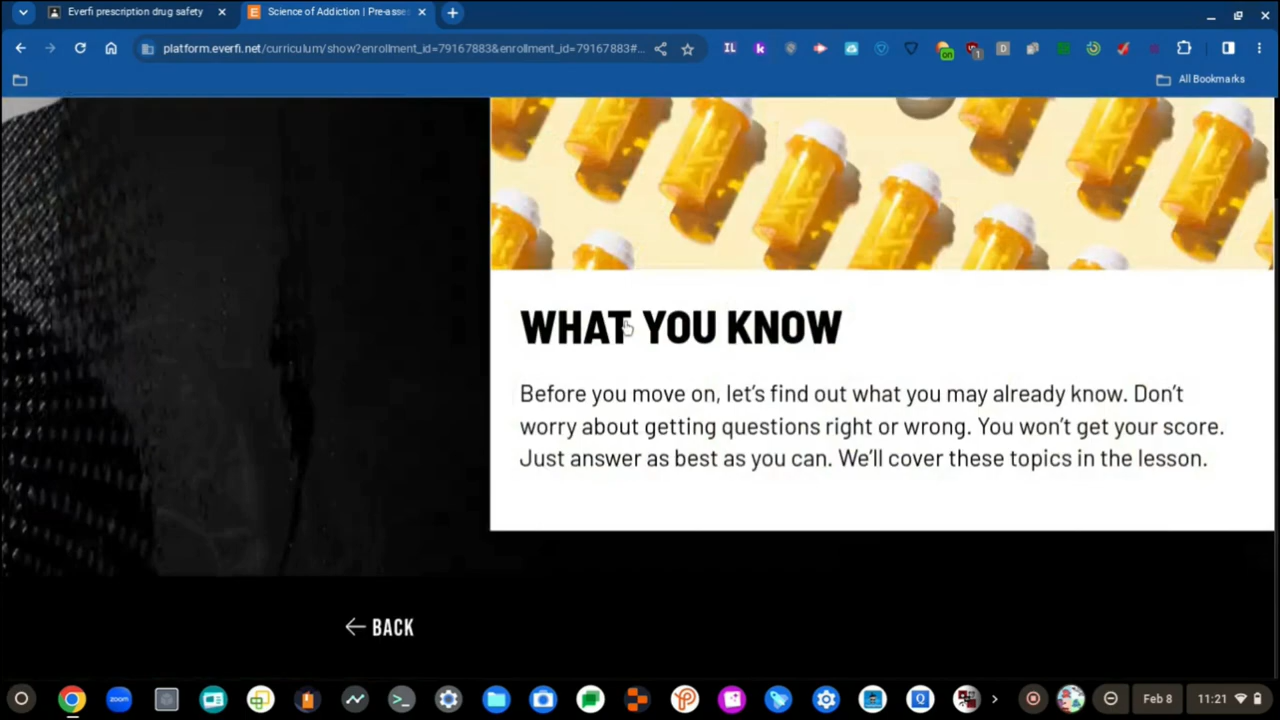 Everfi prescription drug safety
Science of Addiction | Pre-asses
platform.everfi.net/curriculum/show?enrollment_id=79167883&enrollment_id=79167883#...
All Bookmarks
WHAT YOU KNOW
Before you move on, let’s find out what you may already know. Don’t
worry about getting questions right or wrong. You won’t get your score.
Just answer as best as you can. We’ll cover these topics in the lesson.
BACK
zoom
Feb 8
11:21